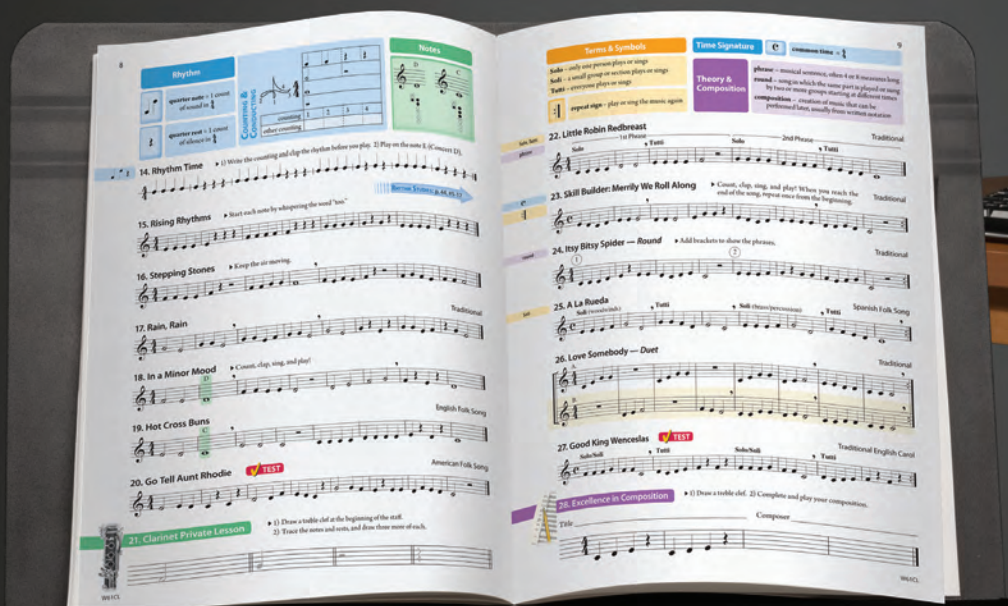 8
Rhythm
quarter note = 1 count
of sound in 4/4
quarter rest = 1 count
of silence in 4/4
COUNTING &
CONDUCTING
counting
1 2 3 4
other counting
Notes
D C
14. Rhythm Time ▸ 1) Write the counting and clap the rhythm before you play. 2) Play on the note E (Concert D).
RHYTHM STUDIES: p. 44, #5-17
15. Rising Rhythms ▸ Start each note by whispering the word "too."
16. Stepping Stones ▸ Keep the air moving.
17. Rain, Rain
Traditional
18. In a Minor Mood ▸ Count, clap, sing, and play!
D
19. Hot Cross Buns
English Folk Song
C
20. Go Tell Aunt Rhodie TEST
American Folk Song
21. Clarinet Private Lesson
▸ 1) Draw a treble clef at the beginning of the staff.
2) Trace the notes and rests, and draw three more of each.
W61CL
9
Terms & Symbols
Solo – only one person plays or sings
Soli – a small group or section plays or sings
Tutti – everyone plays or sings
repeat sign – play or sing the music again
Time Signature
common time = 4/4
Theory &
Composition
phrase – musical sentence, often 4 or 8 measures long
round – song in which the same part is played or sung
by two or more groups starting at different times
composition – creation of music that can be
performed later, usually from written notation
22. Little Robin Redbreast
Traditional
phrase
1st Phrase 2nd Phrase
Solo Tutti Solo Tutti
23. Skill Builder: Merrily We Roll Along ▸ Count, clap, sing, and play! When you reach the
end of the song, repeat once from the beginning.
Traditional
24. Itsy Bitsy Spider — Round ▸ Add brackets to show the phrases.
Traditional
round
1 2
25. A La Rueda
Spanish Folk Song
Soli (woodwinds) Tutti Soli (brass/percussion) Tutti
26. Love Somebody — Duet
Traditional
A.
B.
27. Good King Wenceslas TEST
Traditional English Carol
Solo/Soli Tutti Solo/Soli Tutti
28. Excellence in Composition
▸ 1) Draw a treble clef. 2) Complete and play your composition.
Title Composer
W61CL